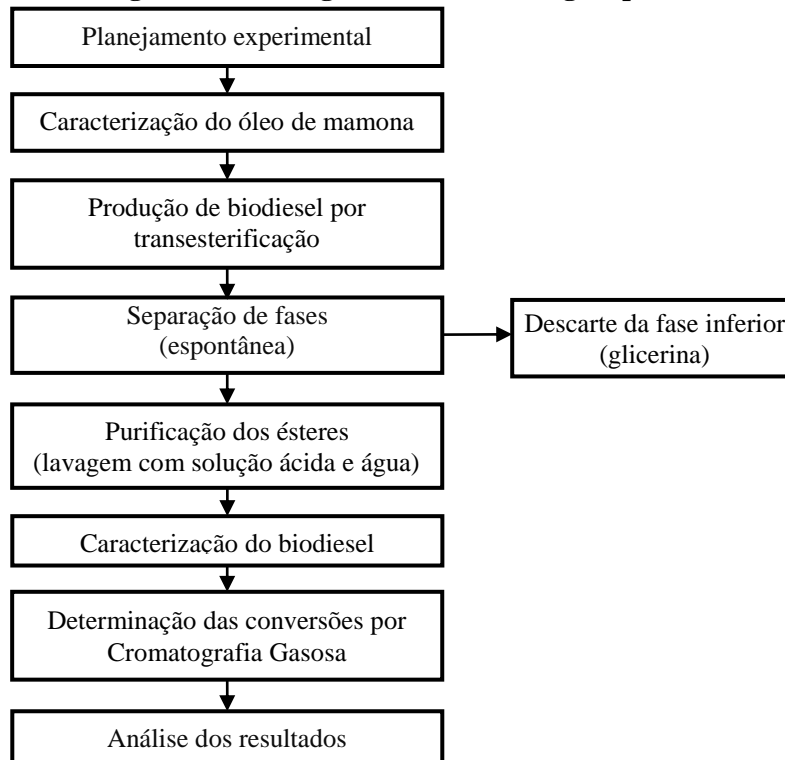 Planejamento experimental
Caracterização do óleo de mamona
Produção de biodiesel por
transesterificação
Separação de fases
(espontânea)
Descarte da fase inferior
(glicerina)
Purificação dos ésteres
(lavagem com solução ácida e água)
Caracterização do biodiesel
Determinação das conversões por
Cromatografia Gasosa
Análise dos resultados